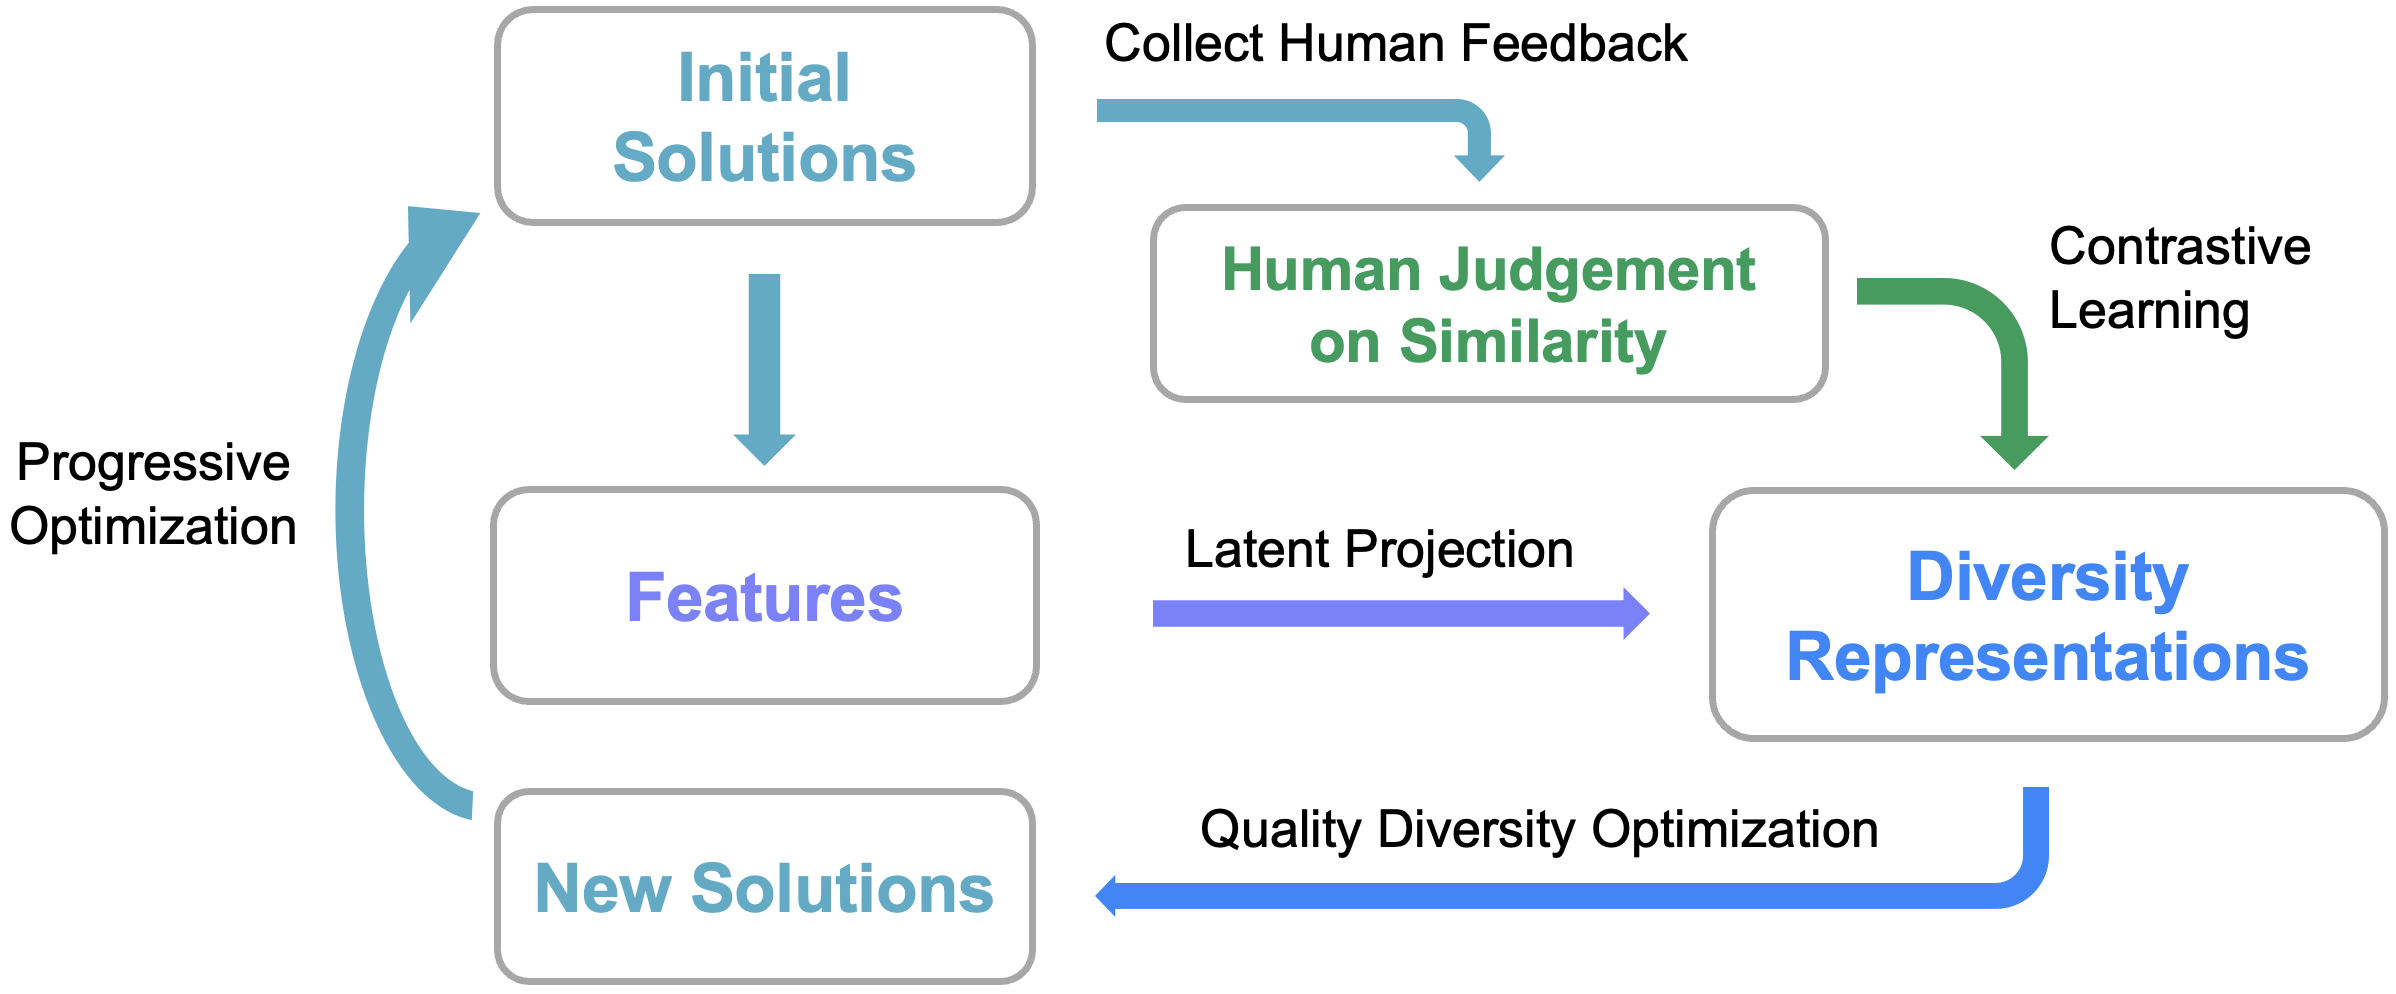 Initial
Solutions
Collect Human Feedback
Human Judgement
on Similarity
Contrastive
Learning
Progressive
Optimization
Features
Latent Projection
Diversity
Representations
Quality Diversity Optimization
New Solutions